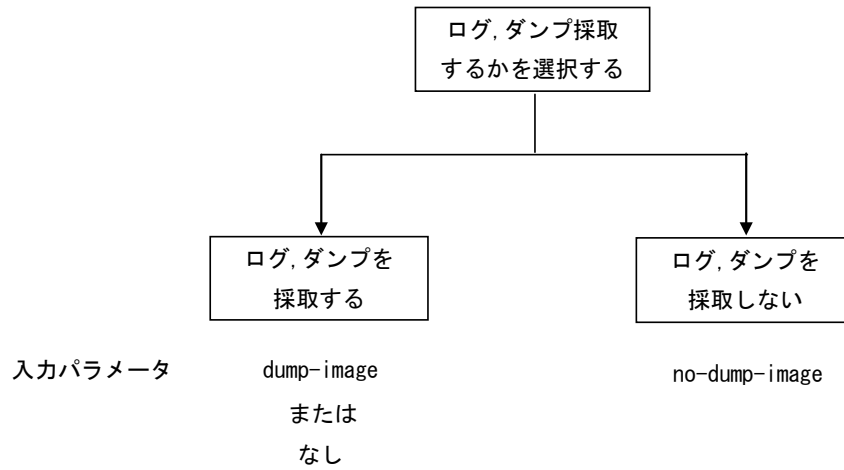 ログ,ダンプ採取
するかを選択する
ログ,ダンプを
採取する
ログ,ダンプを
採取しない
入力パラメータ dump-image no-dump-image
または
なし